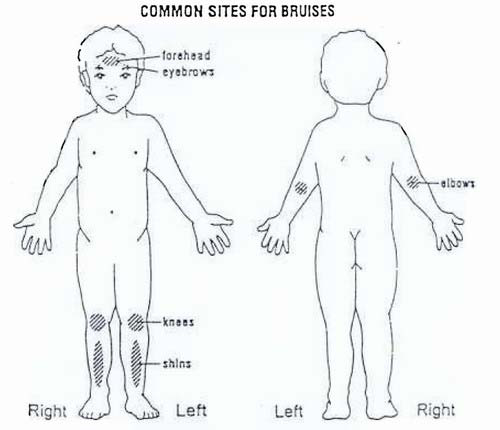 COMMON SITES FOR BRUISES
forehead
eyebrows
elbows
knees
shins
Right Left Left Right